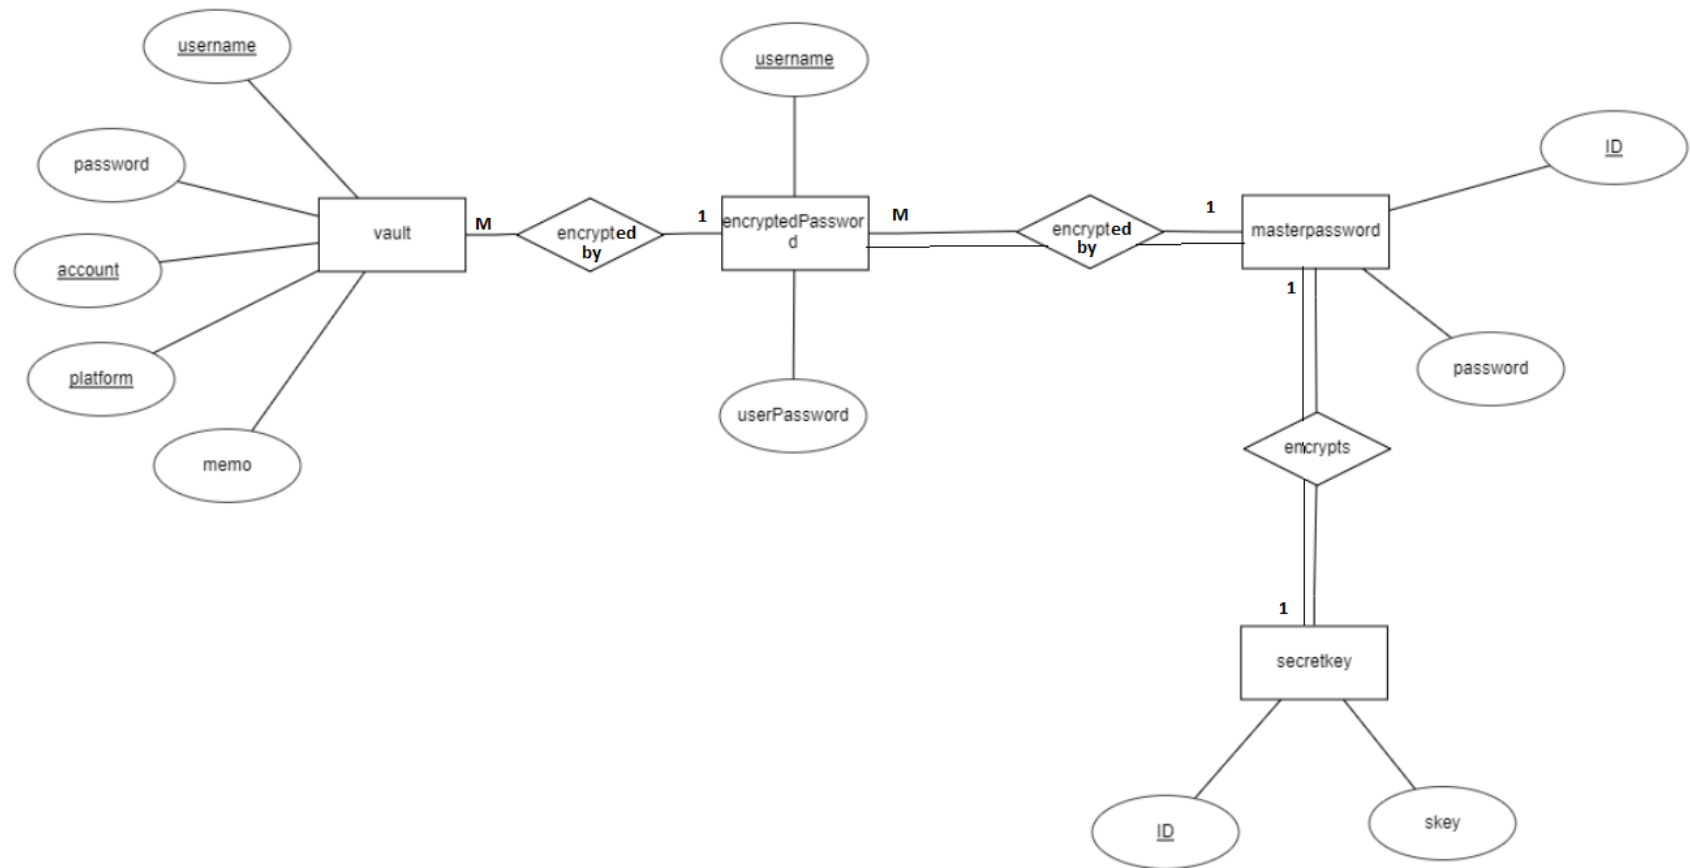 username
username
ID
password
vault
M
encrypted
by
1
encryptedPasswor
d
M
encrypted
by
1
masterpassword
account
1
platform
password
userPassword
memo
encrypts
1
secretkey
ID
skey